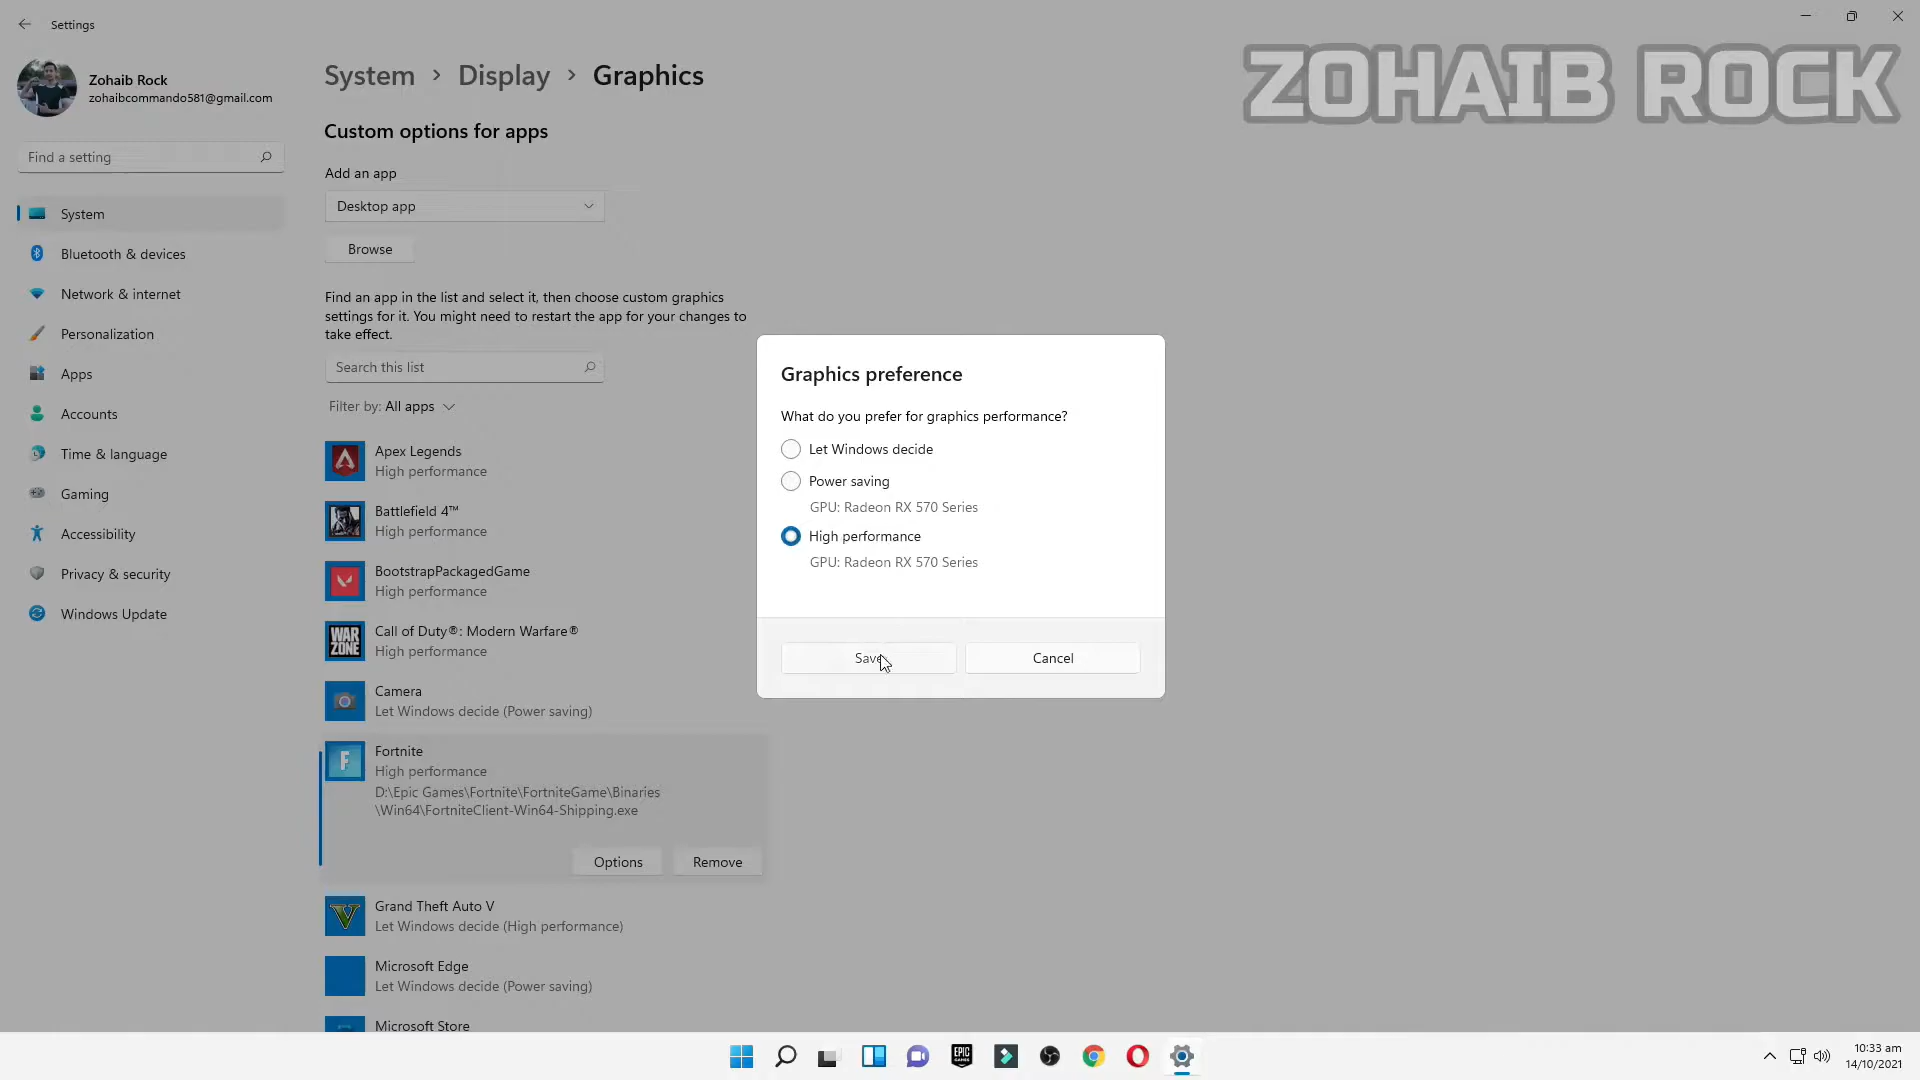 Settings
Zohaib Rock
zohaibcommando581@gmail.com
Find a setting
System
Bluetooth & devices
Network & internet
Personalization
Apps
Accounts
Time & language
Gaming
Accessibility
Privacy & security
Windows Update
System > Display > Graphics
ZOHAIB ROCK
Custom options for apps
Add an app
Desktop app
Browse
Find an app in the list and select it, then choose custom graphics
settings for it. You might need to restart the app for your changes to
take effect.
Search this list
Filter by: All apps
Apex Legends
High performance
Battlefield 4™
High performance
BootstrapPackagedGame
High performance
WAR
ZONE
Call of Duty®: Modern Warfare®
High performance
Camera
Let Windows decide (Power saving)
F
Fortnite
High performance
D:\Epic Games\Fortnite\FortniteGame\Binaries
\Win64\FortniteClient-Win64-Shipping.exe
Options
Remove
V
Grand Theft Auto V
Let Windows decide (High performance)
Microsoft Edge
Let Windows decide (Power saving)
Microsoft Store
Graphics preference
What do you prefer for graphics performance?
Let Windows decide
Power saving
GPU: Radeon RX 570 Series
High performance
GPU: Radeon RX 570 Series
Save
Cancel
EPIC
GAMES
10:33 am
14/10/2021